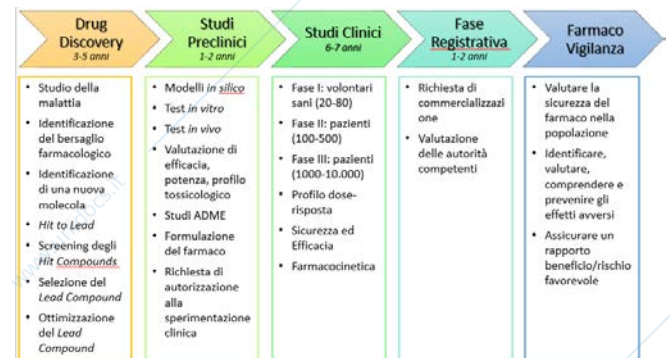 Drug
Discovery
3-5 anni
Studi
Preclinici
1-2 anni
Studi Clinici
6-7 anni
Fase
Registrativa
1-2 anni
Farmaco
Vigilanza
• Studio della
malattia
• Identificazione
del bersaglio
farmacologico
• Identificazione
di una nuova
molecola
• Hit to Lead
• Screening degli
Hit Compounds
• Selezione del
Lead Compound
• Ottimizzazione
del Lead
Compound
• Modelli in silico
• Test in vitro
• Test in vivo
• Valutazione di
efficacia,
potenza, profilo
tossicologico
• Studi ADME
• Formulazione
del farmaco
• Richiesta di
autorizzazione
alla
sperimentazione
clinica
• Fase I: volontari
sani (20-80)
• Fase II: pazienti
(100-500)
• Fase III: pazienti
(1000-10.000)
• Profilo dose-
risposta
• Sicurezza ed
Efficacia
• Farmacocinetica
• Richiesta di
commercializzazi
one
• Valutazione
delle autorità
competenti
• Valutare la
sicurezza del
farmaco nella
popolazione
• Identificare,
valutare,
comprendere e
prevenire gli
effetti avversi
• Assicurare un
rapporto
beneficio/rischio
favorevole